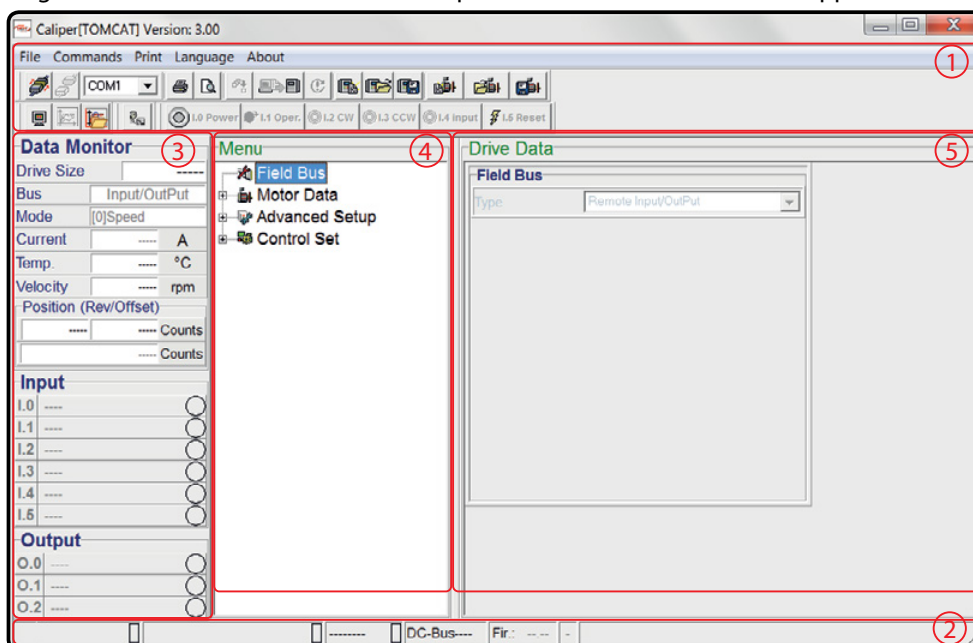 Caliper[TOMCAT] Version: 3.00
File Commands Print Language About
①
COM1
I.0 Power I.1 Oper. I.2 CW I.3 CCW I.4 Input I.5 Reset
Data Monitor ③
Drive Size -----
Bus Input/OutPut
Mode [0]Speed
Current ---- A
Temp. ---- °C
Velocity ---- rpm
Position (Rev/Offset)
---- ---- Counts
---- Counts
Input
I.0 ----
I.1 ----
I.2 ----
I.3 ----
I.4 ----
I.5 ----
Output
O.0 ----
O.1 ----
O.2 ----
Menu ④
Field Bus
Motor Data
Advanced Setup
Control Set
Drive Data ⑤
Field Bus
Type Remote Input/OutPut
-------- DC-Bus---- Fir.: --.-- - ②